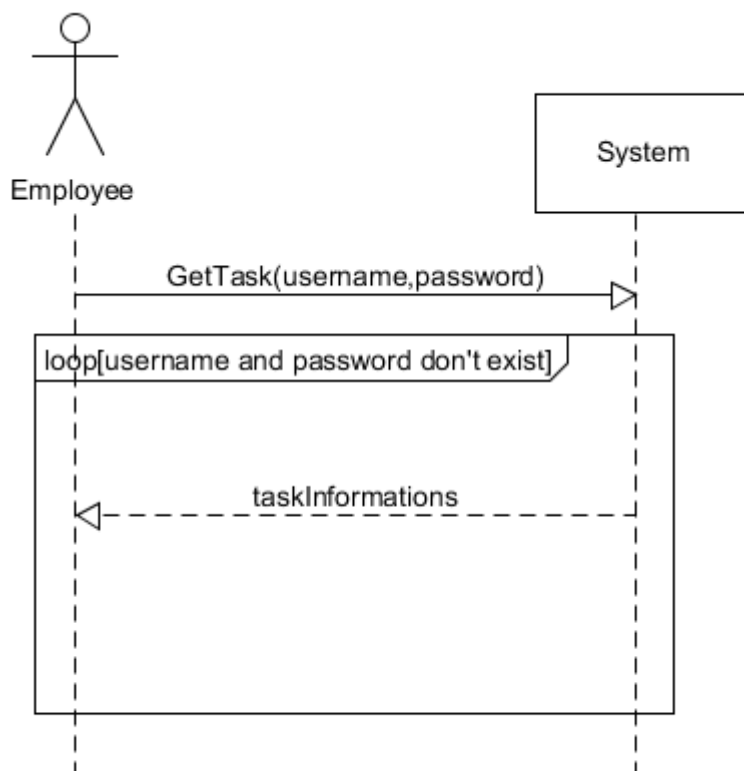 System
Employee
GetTask(username,password)
loop[username and password don't exist]
taskInformations